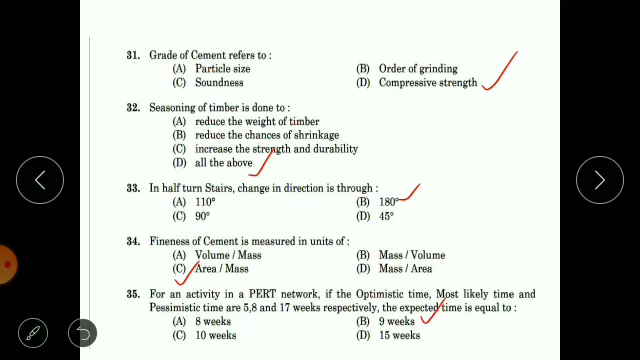 31. Grade of Cement refers to :
(A) Particle size (B) Order of grinding
(C) Soundness (D) Compressive strength
32. Seasoning of timber is done to :
(A) reduce the weight of timber
(B) reduce the chances of shrinkage
(C) increase the strength and durability
(D) all the above
33. In half turn Stairs, change in direction is through :
(A) 110° (B) 180°
(C) 90° (D) 45°
34. Fineness of Cement is measured in units of :
(A) Volume / Mass (B) Mass / Volume
(C) Area / Mass (D) Mass / Area
35. For an activity in a PERT network, if the Optimistic time, Most likely time and
Pessimistic time are 5,8 and 17 weeks respectively, the expected time is equal to :
(A) 8 weeks (B) 9 weeks
(C) 10 weeks (D) 15 weeks